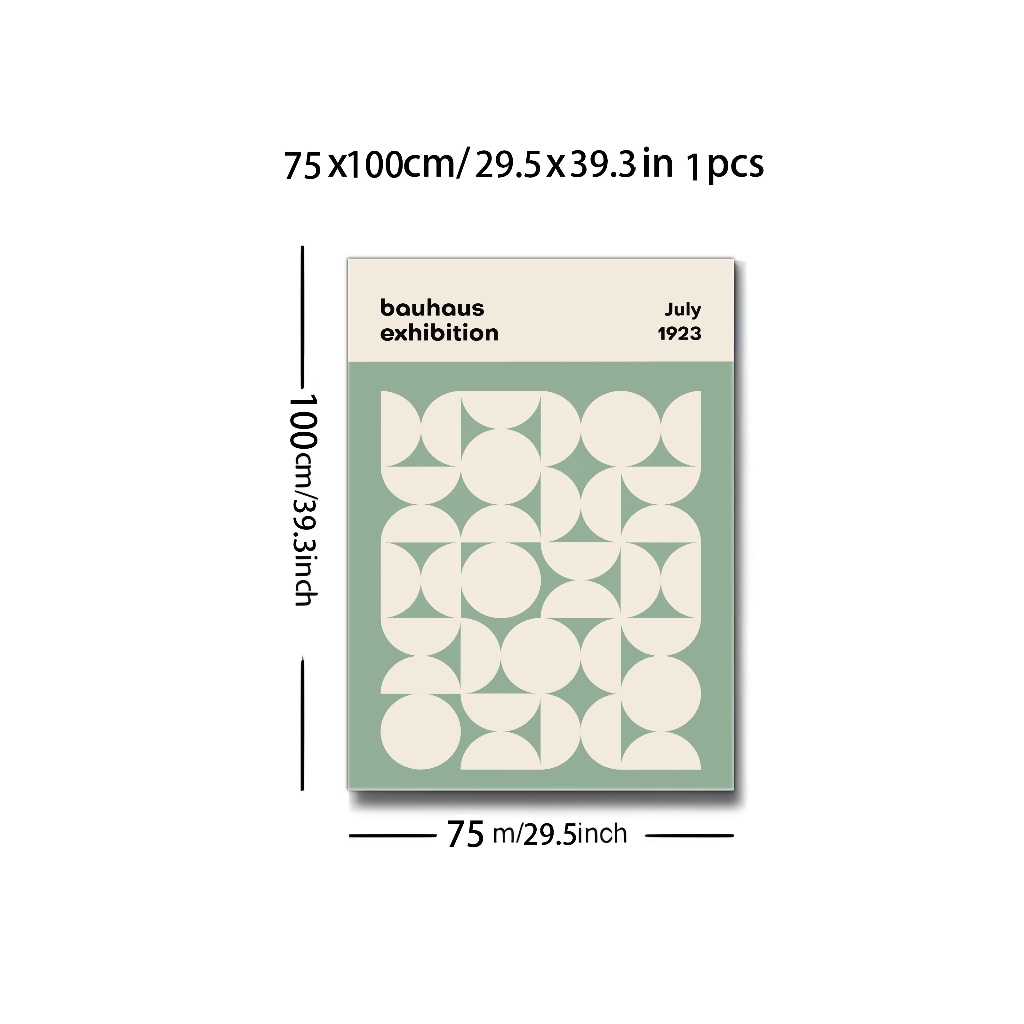 75x100cm/ 29.5x39.3in 1pcs
bauhaus
exhibition
July
1923
100cm/39.3inch
75 m/29.5inch